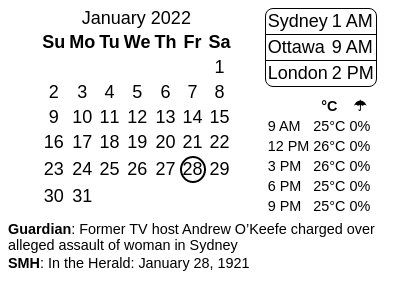 January 2022
Su Mo Tu We Th Fr Sa
1
2 3 4 5 6 7 8
9 10 11 12 13 14 15
16 17 18 19 20 21 22
23 24 25 26 27 28 29
30 31
Sydney 1 AM
Ottawa 9 AM
London 2 PM
°C ☂
9 AM 25°C 0%
12 PM 26°C 0%
3 PM 26°C 0%
6 PM 25°C 0%
9 PM 25°C 0%
Guardian: Former TV host Andrew O’Keefe charged over
alleged assault of woman in Sydney
SMH: In the Herald: January 28, 1921